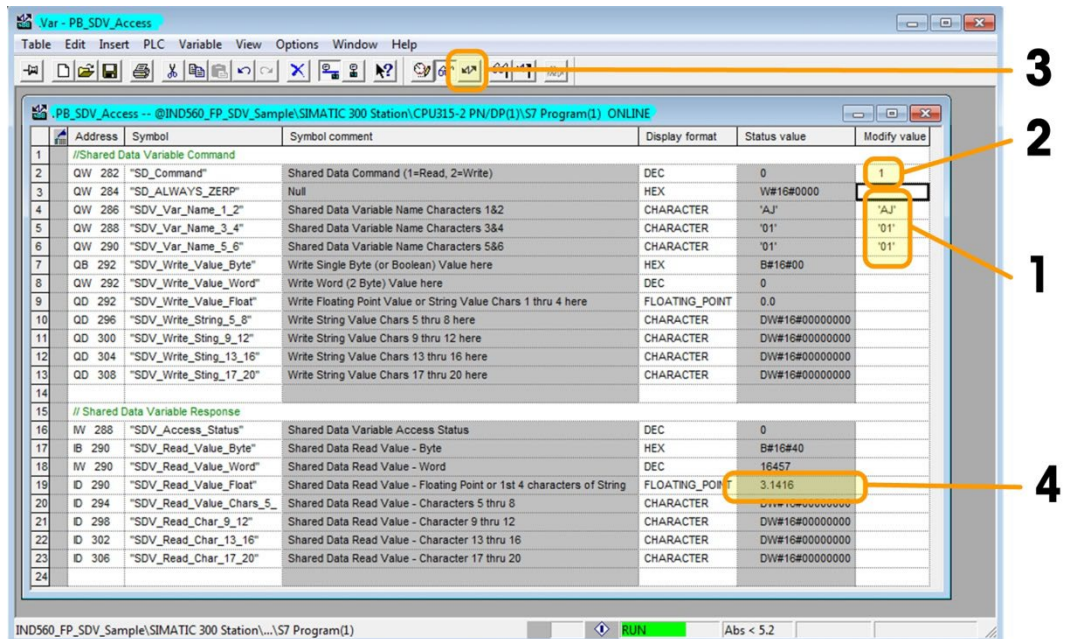 .Var - PB_SDV_Access
Table Edit Insert PLC Variable View Options Window Help
3
.PB_SDV_Access -- @IND560_FP_SDV_Sample\SIMATIC 300 Station\CPU315-2 PN/DP(1)\S7 Program(1) ONLINE
Address Symbol Symbol comment Display format Status value Modify value
2
1 //Shared Data Variable Command
2 QW 282 "SD_Command" Shared Data Command (1=Read, 2=Write) DEC 0 1
3 QW 284 "SD_ALWAYS_ZERP" Null HEX W#16#0000
4 QW 286 "SDV_Var_Name_1_2" Shared Data Variable Name Characters 1&2 CHARACTER 'AJ' 'AJ'
5 QW 288 "SDV_Var_Name_3_4" Shared Data Variable Name Characters 3&4 CHARACTER '01' '01'
6 QW 290 "SDV_Var_Name_5_6" Shared Data Variable Name Characters 5&6 CHARACTER '01' '01'
1
7 QB 292 "SDV_Write_Value_Byte" Write Single Byte (or Boolean) Value here HEX B#16#00
8 QW 292 "SDV_Write_Value_Word" Write Word (2 Byte) Value here DEC 0
9 QD 292 "SDV_Write_Value_Float" Write Floating Point Value or String Value Chars 1 thru 4 here FLOATING_POINT 0.0
10 QD 296 "SDV_Write_String_5_8" Write String Value Chars 5 thru 8 here CHARACTER DW#16#00000000
11 QD 300 "SDV_Write_Sting_9_12" Write String Value Chars 9 thru 12 here CHARACTER DW#16#00000000
12 QD 304 "SDV_Write_Sting_13_16" Write String Value Chars 13 thru 16 here CHARACTER DW#16#00000000
13 QD 308 "SDV_Write_Sting_17_20" Write String Value Chars 17 thru 20 here CHARACTER DW#16#00000000
14
15 // Shared Data Variable Response
16 IW 288 "SDV_Access_Status" Shared Data Variable Access Status DEC 0
17 IB 290 "SDV_Read_Value_Byte" Shared Data Read Value - Byte HEX B#16#40
18 IW 290 "SDV_Read_Value_Word" Shared Data Read Value - Word DEC 16457
19 ID 290 "SDV_Read_Value_Float" Shared Data Read Value - Floating Point or 1st 4 characters of String FLOATING_POINT 3.1416
4
20 ID 294 "SDV_Read_Value_Chars_5_ Shared Data Read Value - Characters 5 thru 8 CHARACTER DW#16#00000000
21 ID 298 "SDV_Read_Char_9_12" Shared Data Read Value - Character 9 thru 12 CHARACTER DW#16#00000000
22 ID 302 "SDV_Read_Char_13_16" Shared Data Read Value - Character 13 thru 16 CHARACTER DW#16#00000000
23 ID 306 "SDV_Read_Char_17_20" Shared Data Read Value - Character 17 thru 20 CHARACTER DW#16#00000000
24
IND560_FP_SDV_Sample\SIMATIC 300 Station\...\S7 Program(1) RUN Abs < 5.2